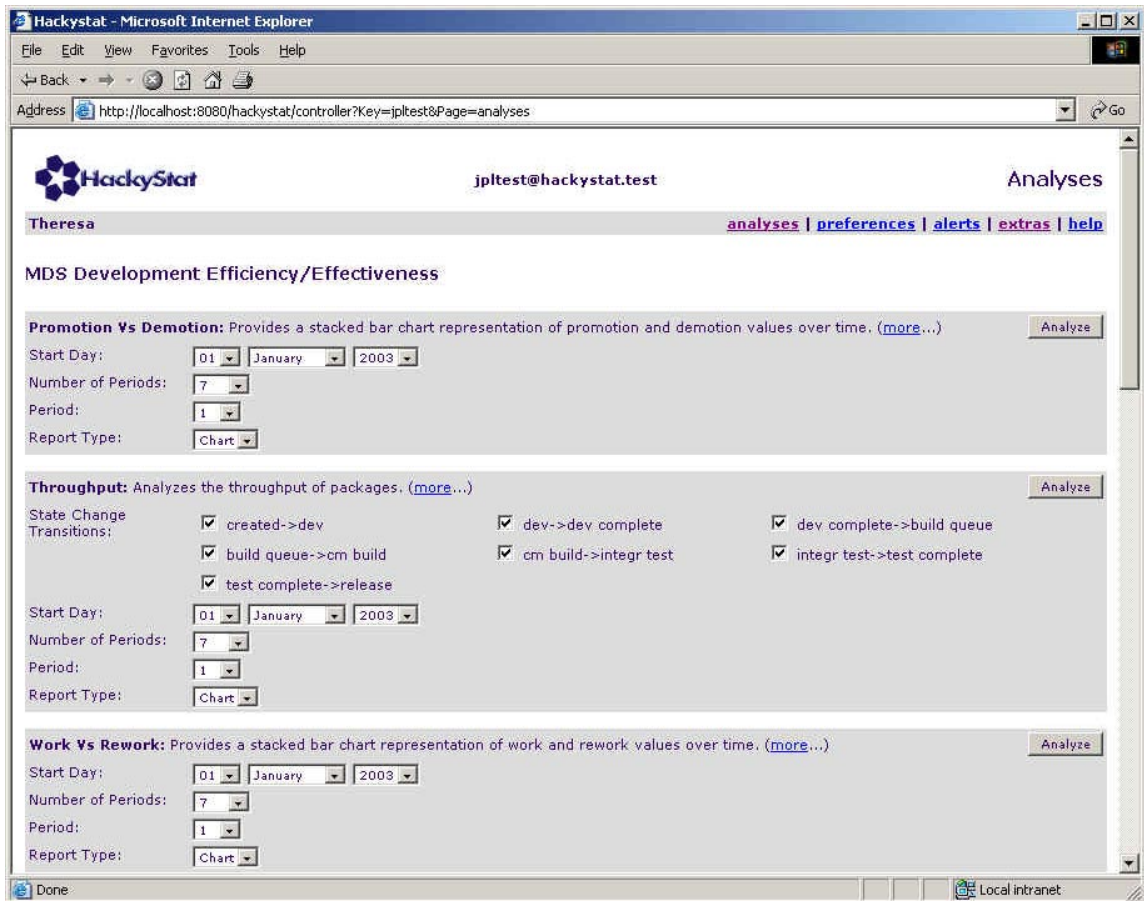 Hackystat - Microsoft Internet Explorer
File Edit View Favorites Tools Help
Back
Address http://localhost:8080/hackystat/controller?Key=jpltest&Page=analyses Go
HackyStat jpltest@hackystat.test Analyses
Theresa analyses | preferences | alerts | extras | help
MDS Development Efficiency/Effectiveness
Promotion Vs Demotion: Provides a stacked bar chart representation of promotion and demotion values over time. (more...) Analyze
Start Day: 01 January 2003
Number of Periods: 7
Period: 1
Report Type: Chart
Throughput: Analyzes the throughput of packages. (more...) Analyze
State Change
Transitions: created->dev dev->dev complete dev complete->build queue
build queue->cm build cm build->integr test integr test->test complete
test complete->release
Start Day: 01 January 2003
Number of Periods: 7
Period: 1
Report Type: Chart
Work Vs Rework: Provides a stacked bar chart representation of work and rework values over time. (more...) Analyze
Start Day: 01 January 2003
Number of Periods: 7
Period: 1
Report Type: Chart
Done Local intranet